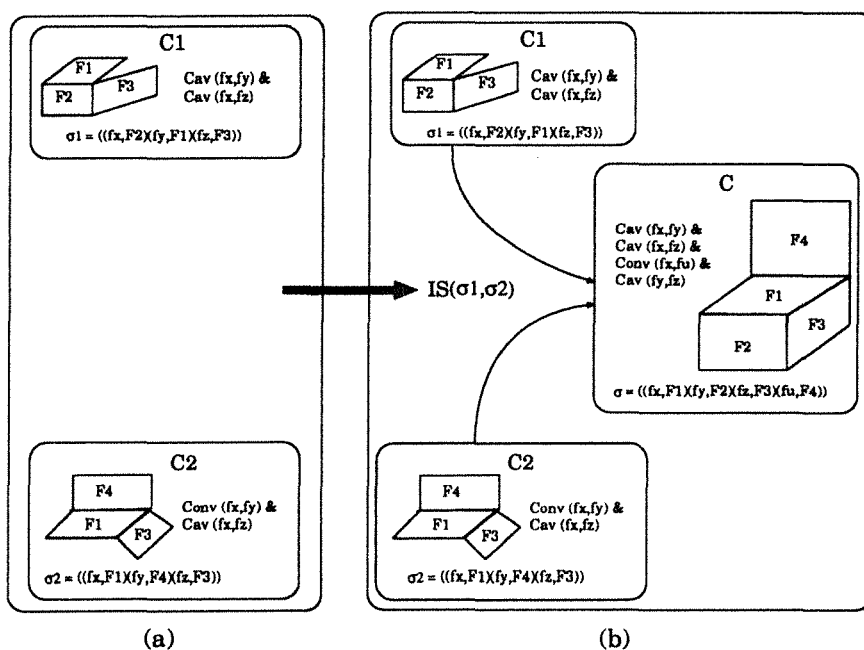 C1
F1
F2
F3
Cav (fx,fy) &
Cav (fx,fz)
σ1 = ((fx,F2)(fy,F1)(fz,F3))
C2
F4
F1
F3
Conv (fx,fy) &
Cav (fx,fz)
σ2 = ((fx,F1)(fy,F4)(fz,F3))
(a)
C1
F1
F2
F3
Cav (fx,fy) &
Cav (fx,fz)
σ1 = ((fx,F2)(fy,F1)(fz,F3))
IS(σ1,σ2)
C
Cav (fx,fy) &
Cav (fx,fz) &
Conv (fx,fu) &
Cav (fy,fz)
F4
F1
F2
F3
σ = ((fx,F1)(fy,F2)(fz,F3)(fu,F4))
C2
F4
F1
F3
Conv (fx,fy) &
Cav (fx,fz)
σ2 = ((fx,F1)(fy,F4)(fz,F3))
(b)